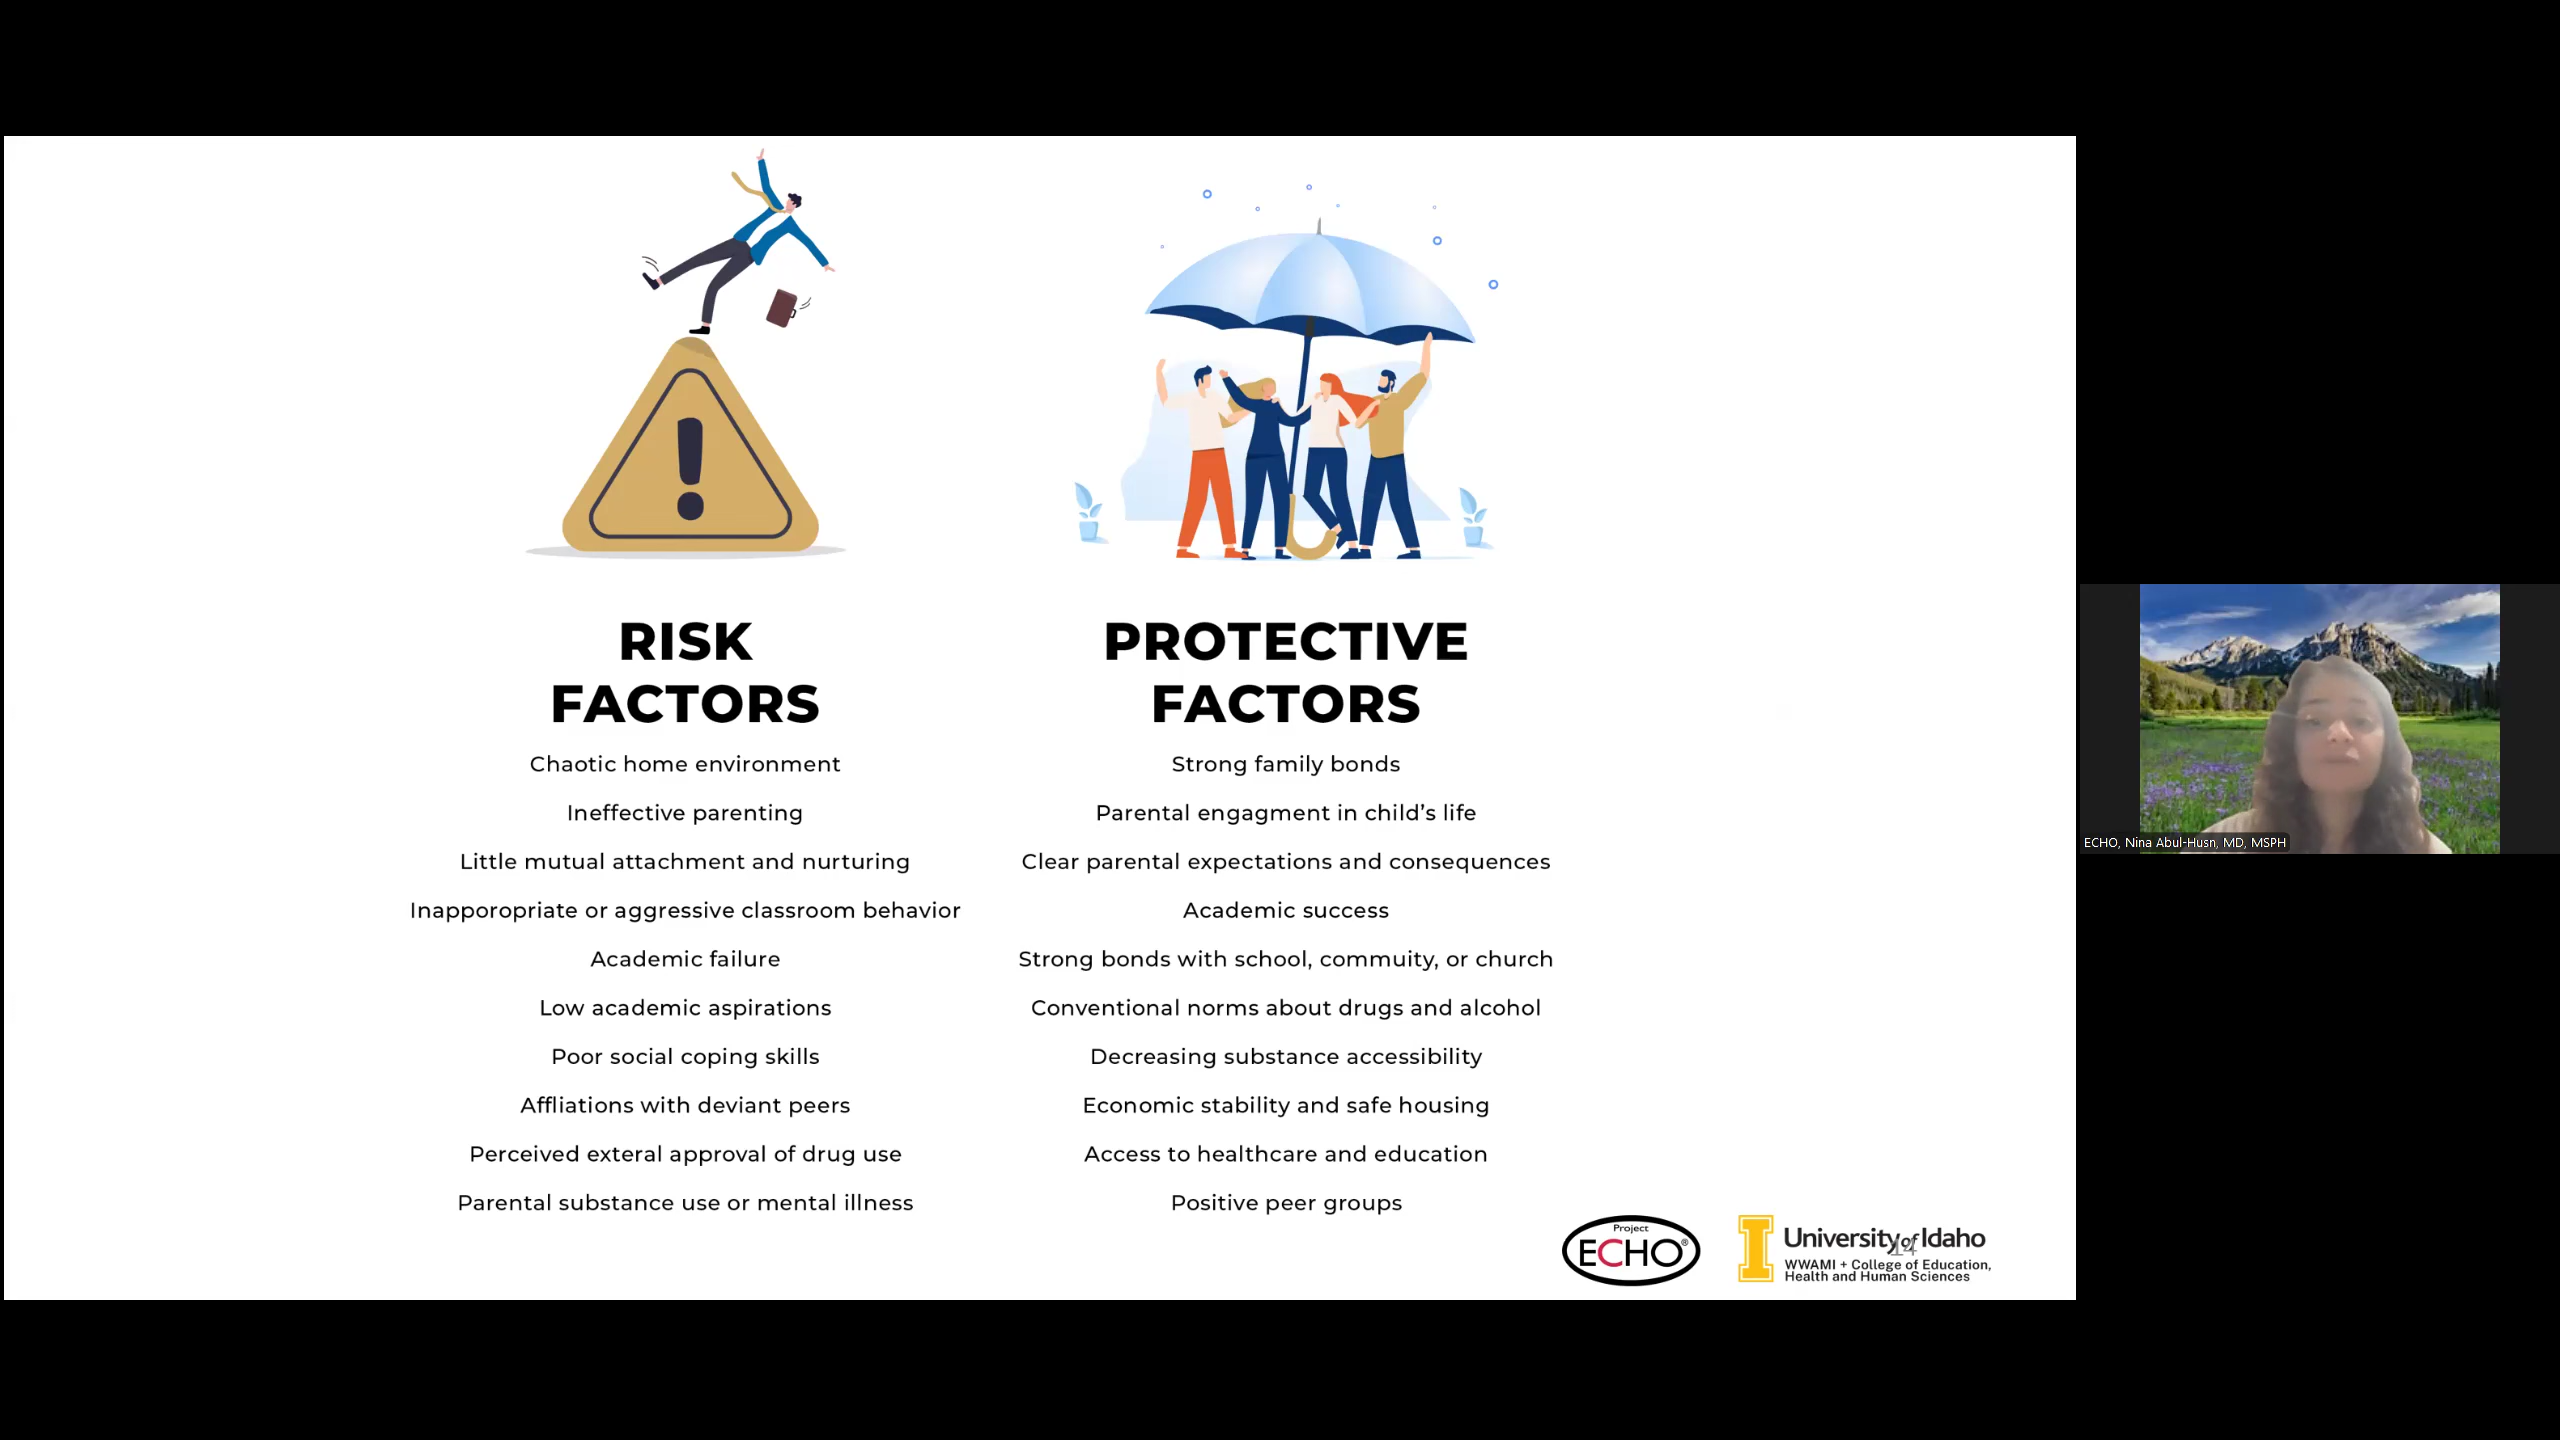 RISK
FACTORS
Chaotic home environment
Ineffective parenting
Little mutual attachment and nurturing
Inapporopriate or aggressive classroom behavior
Academic failure
Low academic aspirations
Poor social coping skills
Affliations with deviant peers
Perceived exteral approval of drug use
Parental substance use or mental illness
PROTECTIVE
FACTORS
Strong family bonds
Parental engagment in child's life
Clear parental expectations and consequences
Academic success
Strong bonds with school, commuity, or church
Conventional norms about drugs and alcohol
Decreasing substance accessibility
Economic stability and safe housing
Access to healthcare and education
Positive peer groups
Project
ECHO®
I
University of Idaho
14
WWAMI + College of Education,
Health and Human Sciences
ECHO, Nina Abul-Husn, MD, MSPH